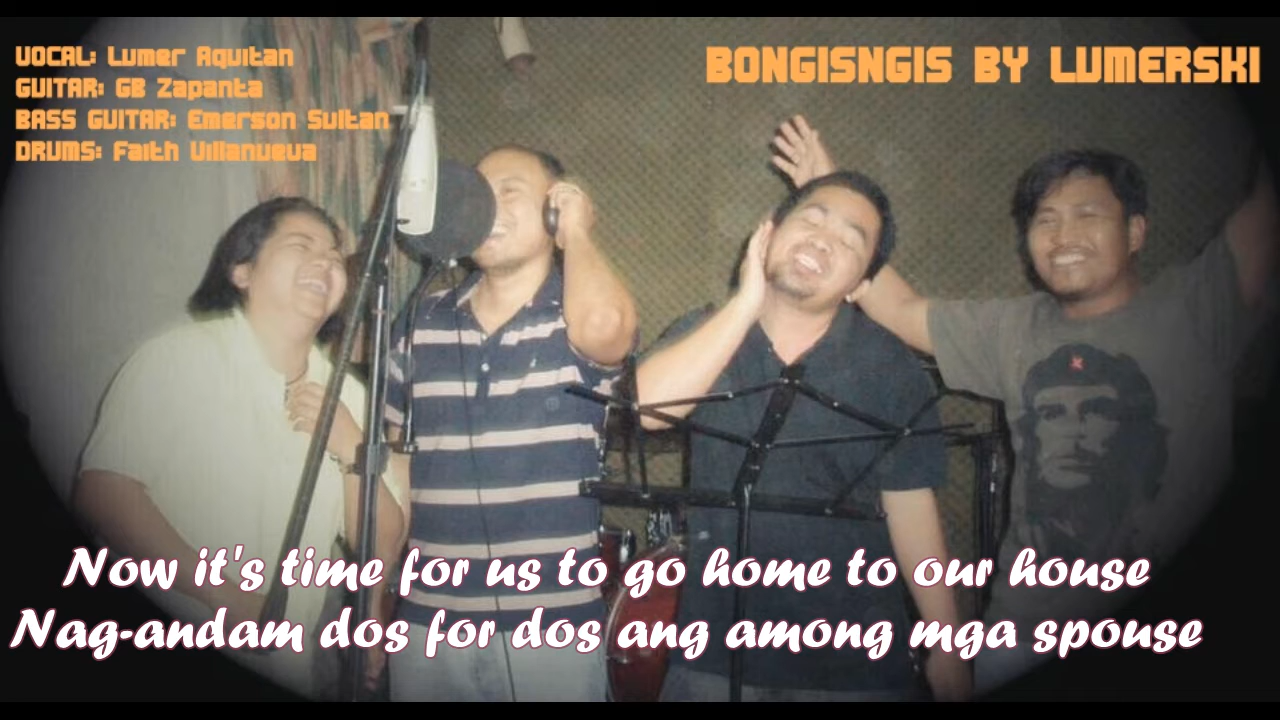 VOCAL: Lumer Aquitan
GUITAR: GB Zapanta
BASS GUITAR: Emerson Sultan
DRUMS: Faith Villanueva
BONGISNGIS BY LUMERSKI
Now it's time for us to go home to our house
Nag-andam dos for dos ang among mga spouse